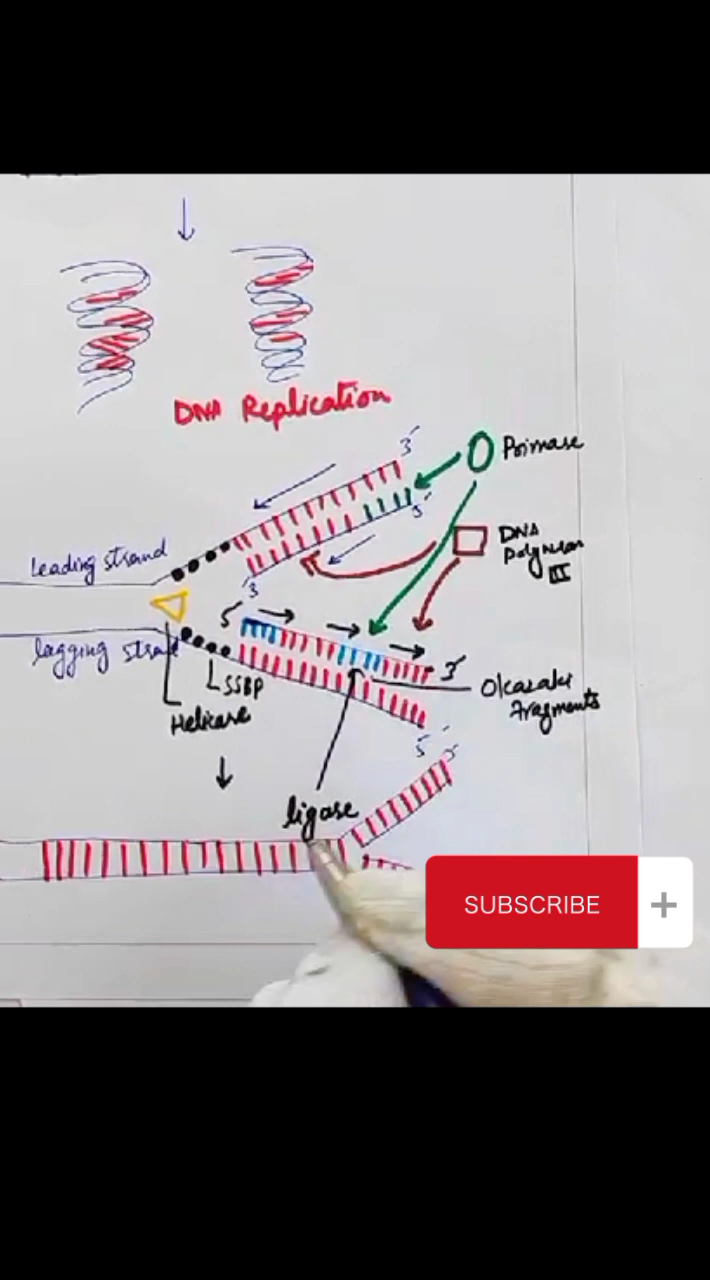 DNA Replication
3´
Primase
5´
leading strand
DNA
Polymerase
III
3´
5´
lagging strand
3´
SSBP
Okazaki
Fragments
Helicase
5´
3´
ligase
SUBSCRIBE +